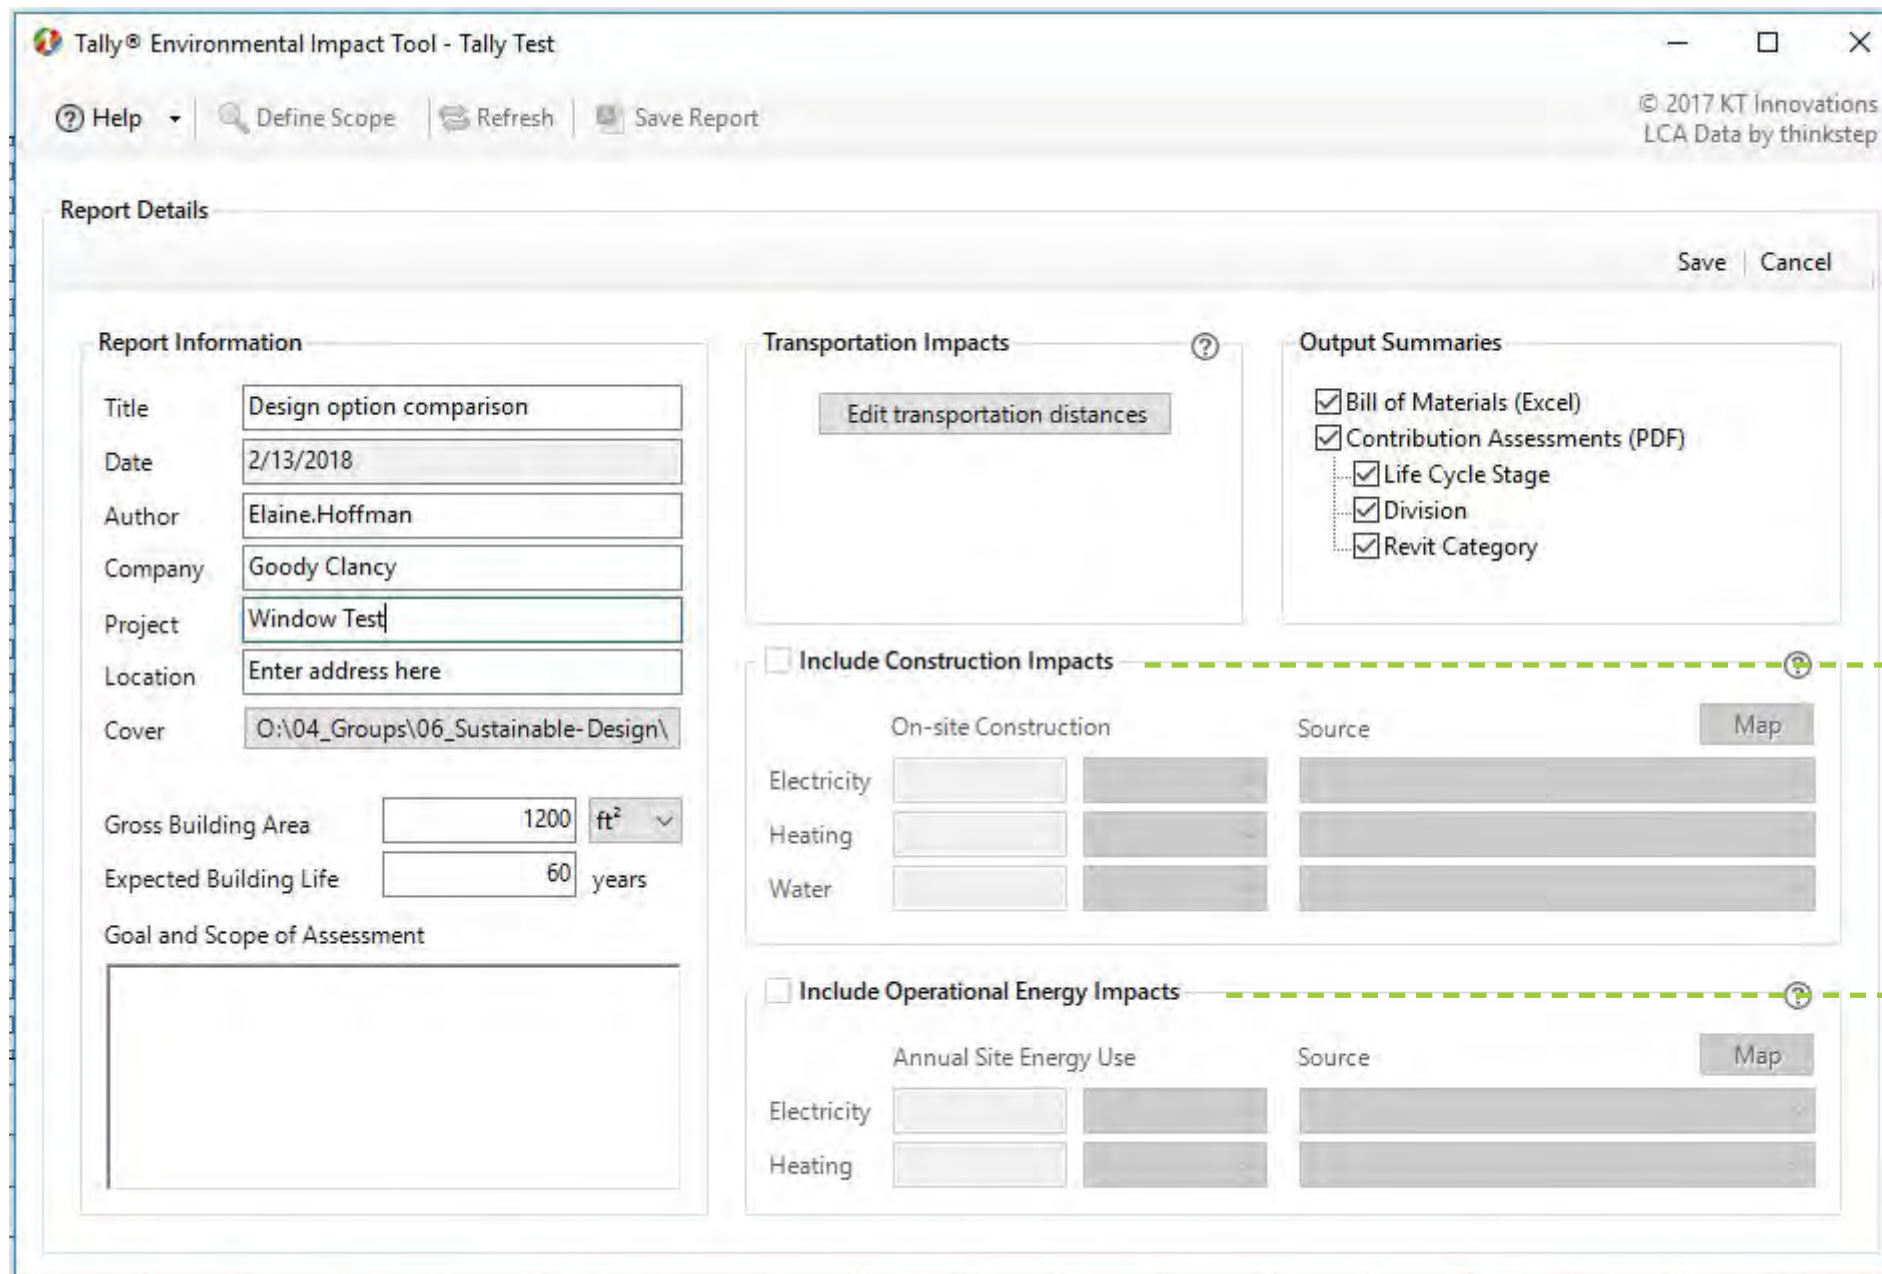 Tally® Environmental Impact Tool - Tally Test
Help
Define Scope
Refresh
Save Report
© 2017 KT Innovations
LCA Data by thinkstep
Report Details
Save
Cancel
Report Information
Title
Design option comparison
Date
2/13/2018
Author
Elaine.Hoffman
Company
Goody Clancy
Project
Window Test
Location
Enter address here
Cover
O:\04_Groups\06_Sustainable-Design\
Gross Building Area
1200
ft²
Expected Building Life
60
years
Goal and Scope of Assessment
Transportation Impacts
Edit transportation distances
Output Summaries
Bill of Materials (Excel)
Contribution Assessments (PDF)
Life Cycle Stage
Division
Revit Category
Include Construction Impacts
On-site Construction
Source
Map
Electricity
Heating
Water
Include Operational Energy Impacts
Annual Site Energy Use
Source
Map
Electricity
Heating